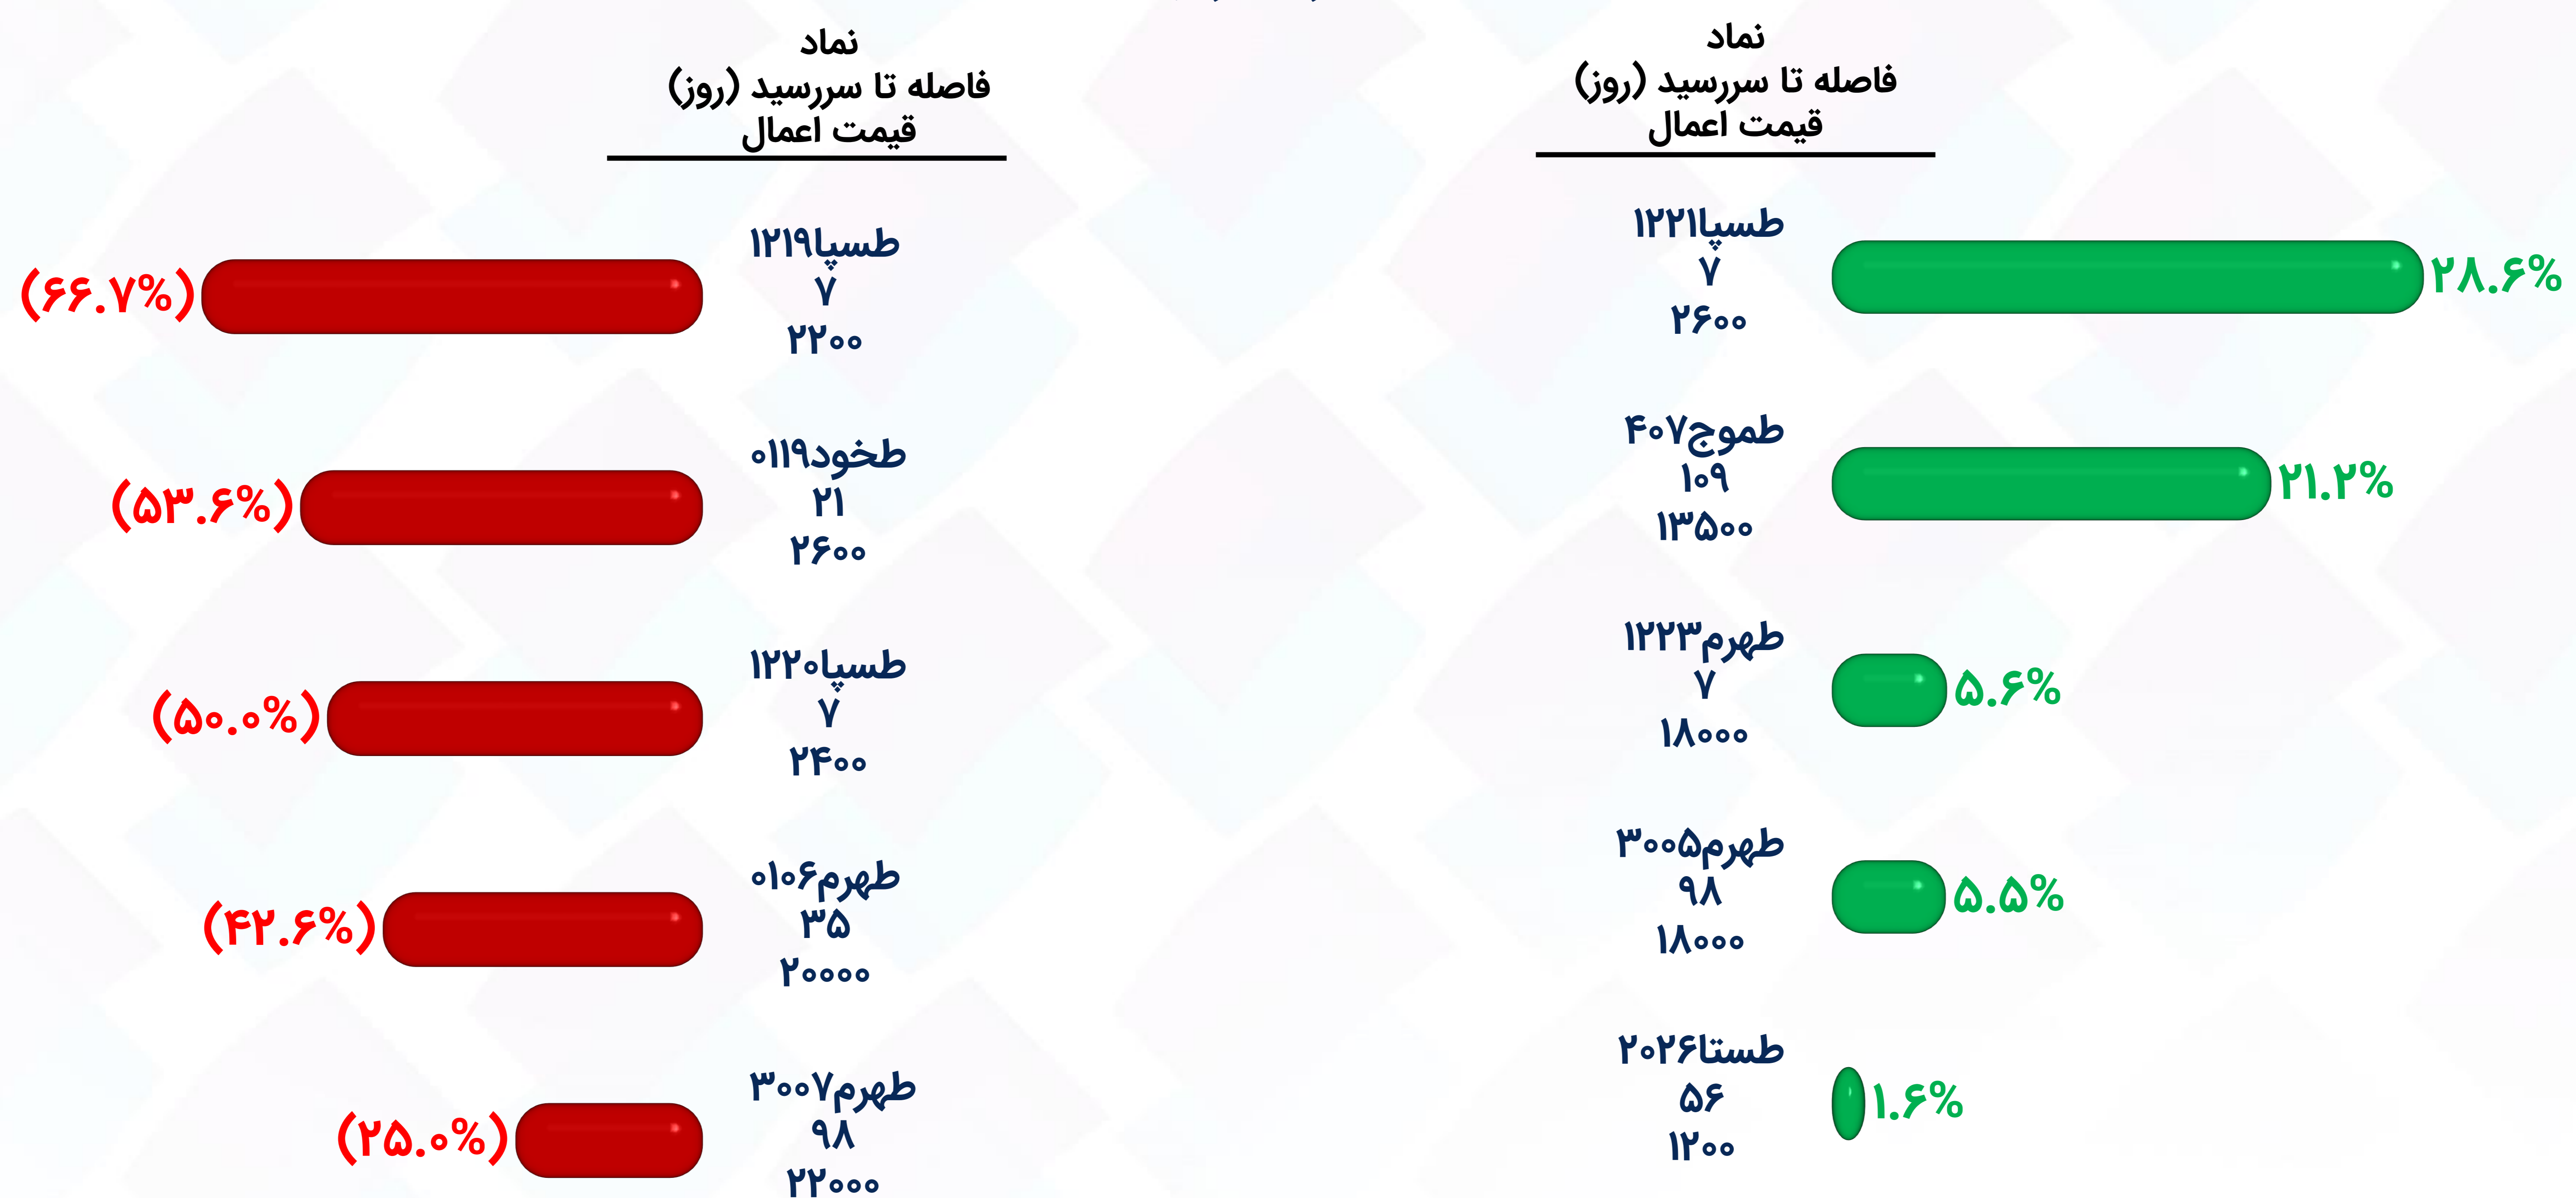 نماد
فاصله تا سررسید (روز)
قیمت اعمال
طسپا۱۲۲۱
۷
۲۶۰۰
۲۸.۶%
طموج۴۰۷
۱۰۹
۱۳۵۰۰
۲۱.۲%
طهرم۱۲۲۳
۷
۱۸۰۰۰
۵.۶%
طهرم۳۰۰۵
۹۸
۱۸۰۰۰
۵.۵%
طستا۲۰۲۶
۵۶
۱۲۰۰
۱.۶%
نماد
فاصله تا سررسید (روز)
قیمت اعمال
طسپا۱۲۱۹
۷
۲۲۰۰
(۶۶.۷%)
طخود۰۱۱۹
۲۱
۲۶۰۰
(۵۳.۶%)
طسپا۱۲۲۰
۷
۲۴۰۰
(۵۰.۰%)
طهرم۰۱۰۶
۳۵
۲۰۰۰۰
(۴۲.۶%)
طهرم۳۰۰۷
۹۸
۲۲۰۰۰
(۲۵.۰%)